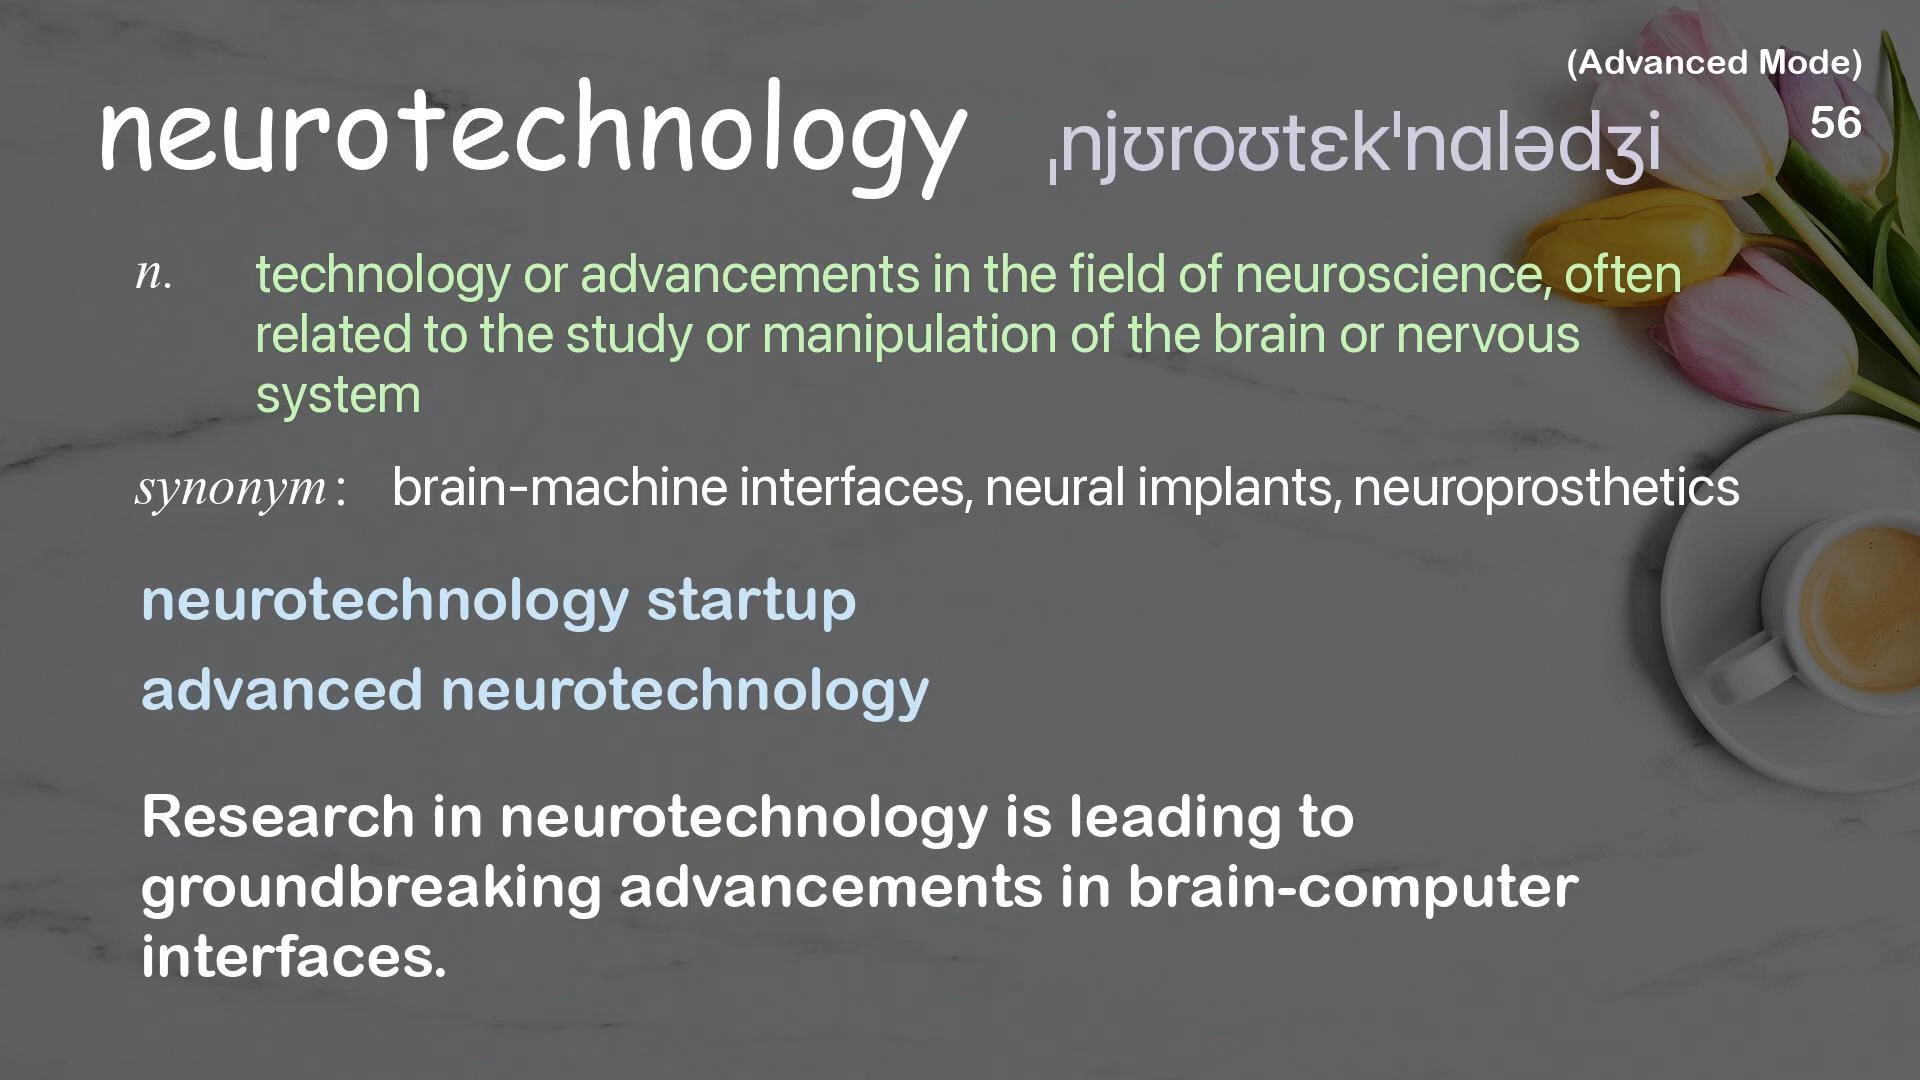 (Advanced Mode)
neurotechnology ˌnjʊroʊtɛkˈnɑlədʒi 56
n. technology or advancements in the field of neuroscience, often
related to the study or manipulation of the brain or nervous
system
synonym: brain-machine interfaces, neural implants, neuroprosthetics
neurotechnology startup
advanced neurotechnology
Research in neurotechnology is leading to
groundbreaking advancements in brain-computer
interfaces.